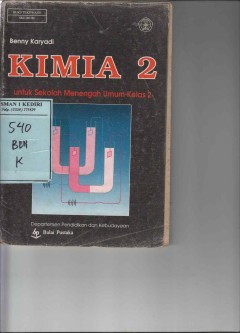 Benny Karyadi
KIMIA 2
untuk Sekolah Menengah Umum Kelas 2
SMAN 1 KEDIRI
540
BEN
K
Departemen Pendidikan dan Kebudayaan
Balai Pustaka